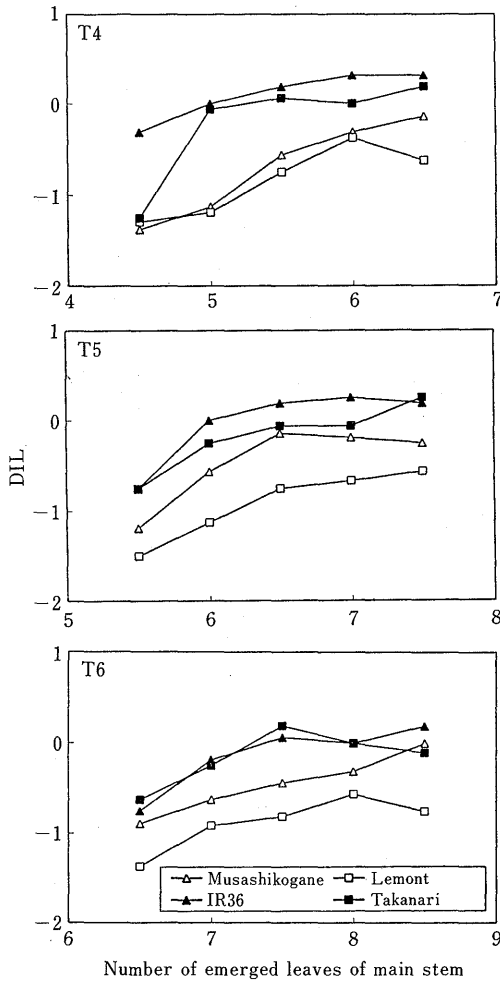 1
T4
0
−1
−2
4 5 6 7
1
T5
0
DIL
−1
−2
5 6 7 8
1
T6
0
−1
Musashikogane Lemont
IR36 Takanari
−2
6 7 8 9
Number of emerged leaves of main stem